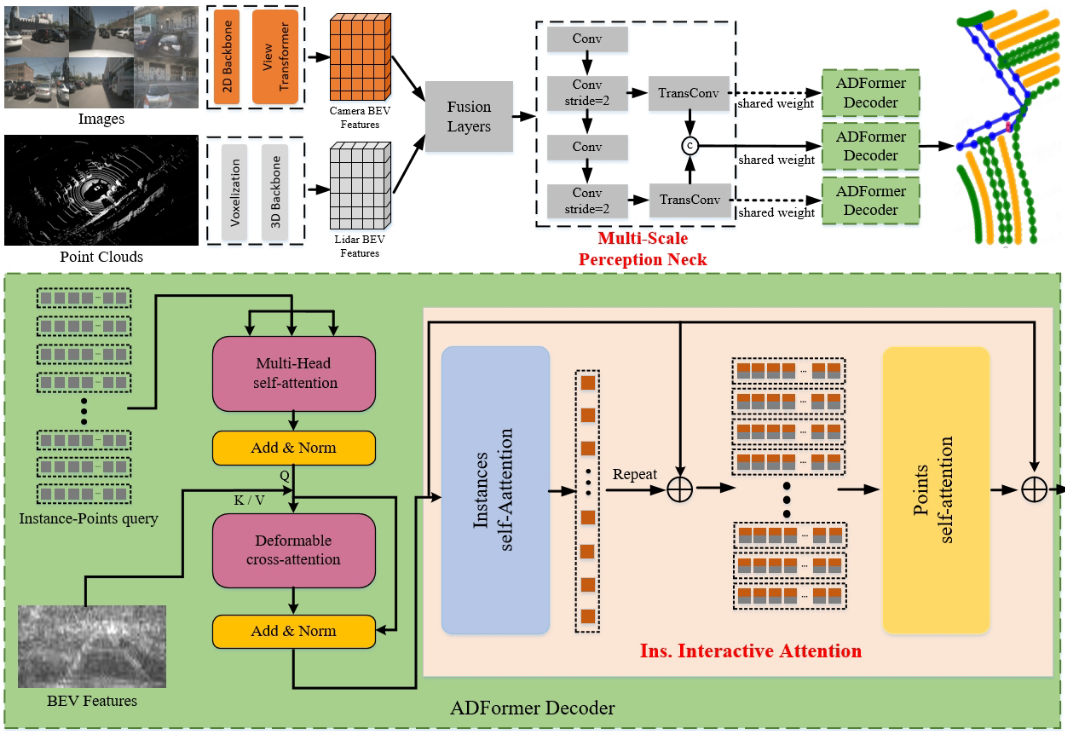 Images
2D Backbone
View
Transformer
Camera BEV
Features
Point Clouds
Voxelization
3D Backbone
Lidar BEV
Features
Fusion
Layers
Conv
Conv
stride=2
Conv
Conv
stride=2
TransConv
C
TransConv
Multi-Scale
Perception Neck
shared weight
shared weight
shared weight
ADFormer
Decoder
ADFormer
Decoder
ADFormer
Decoder
Instance-Points query
BEV Features
Multi-Head
self-attention
Add & Norm
Q
K / V
Deformable
cross-attention
Add & Norm
Instances
self-Aattention
Repeat
...
...
...
...
...
...
...
Points
self-attention
Ins. Interactive Attention
ADFormer Decoder